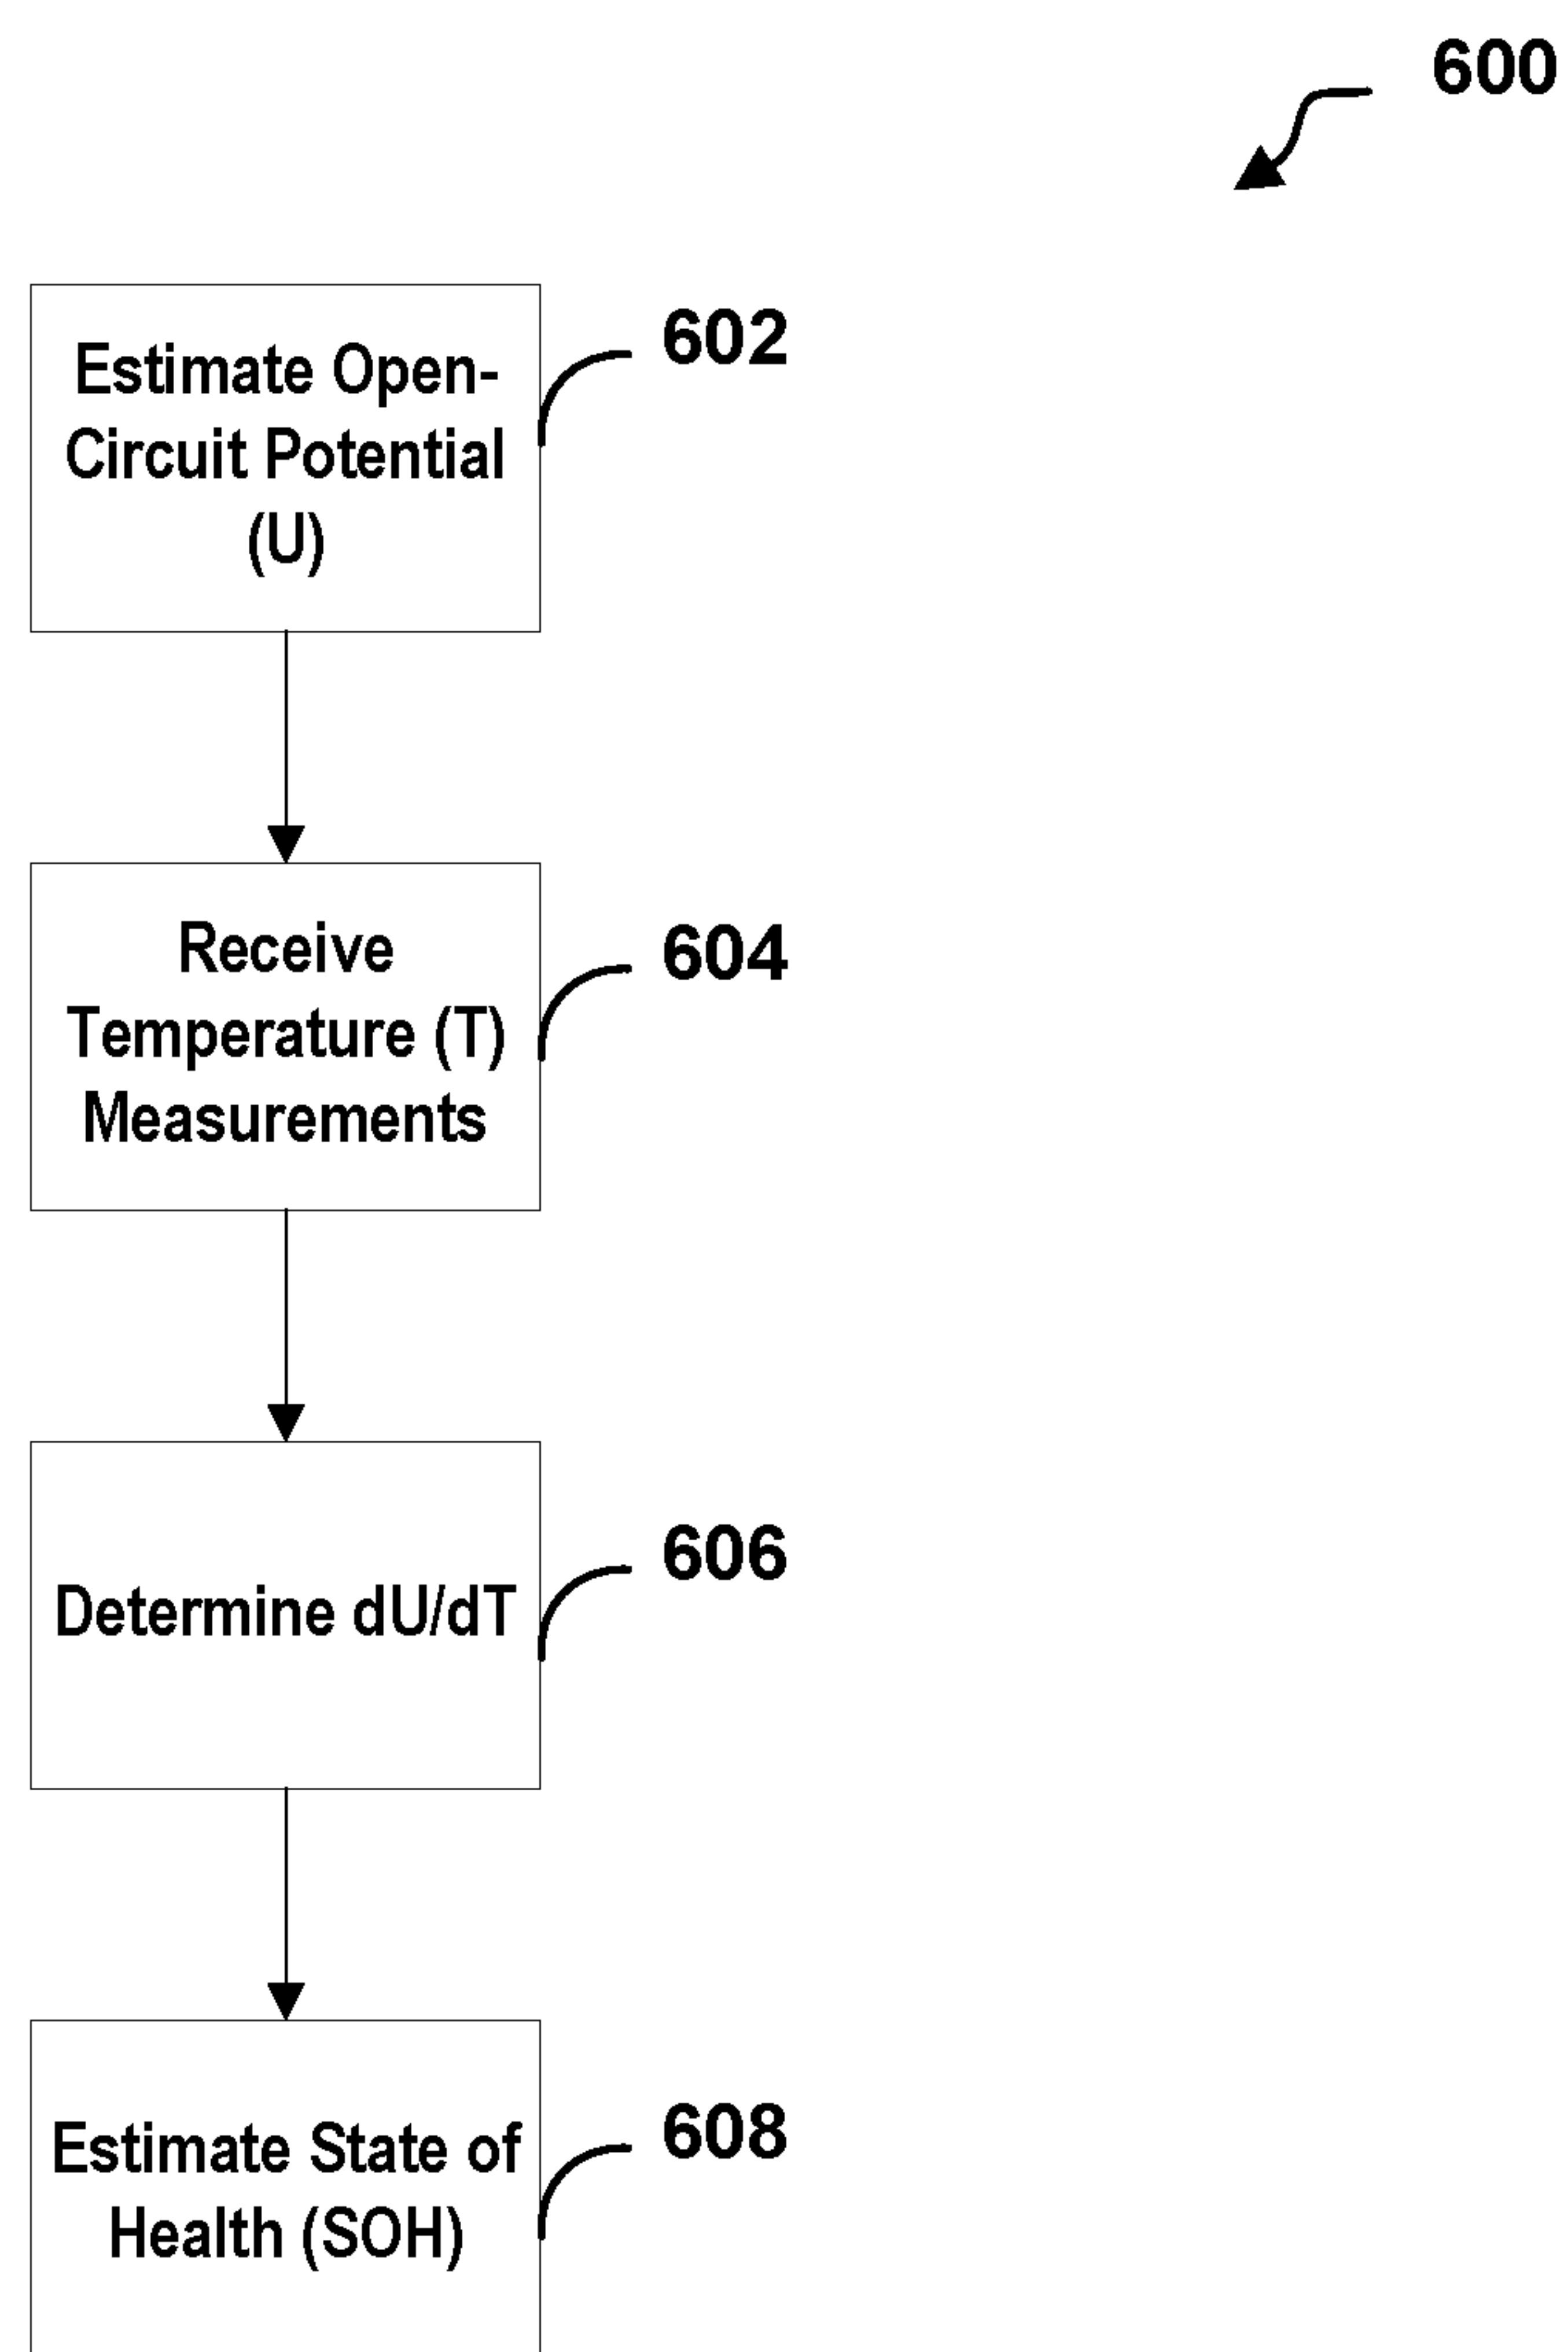 600
Estimate Open-
Circuit Potential
(U)
602
Receive
Temperature (T)
Measurements
604
Determine dU/dT
606
Estimate State of
Health (SOH)
608